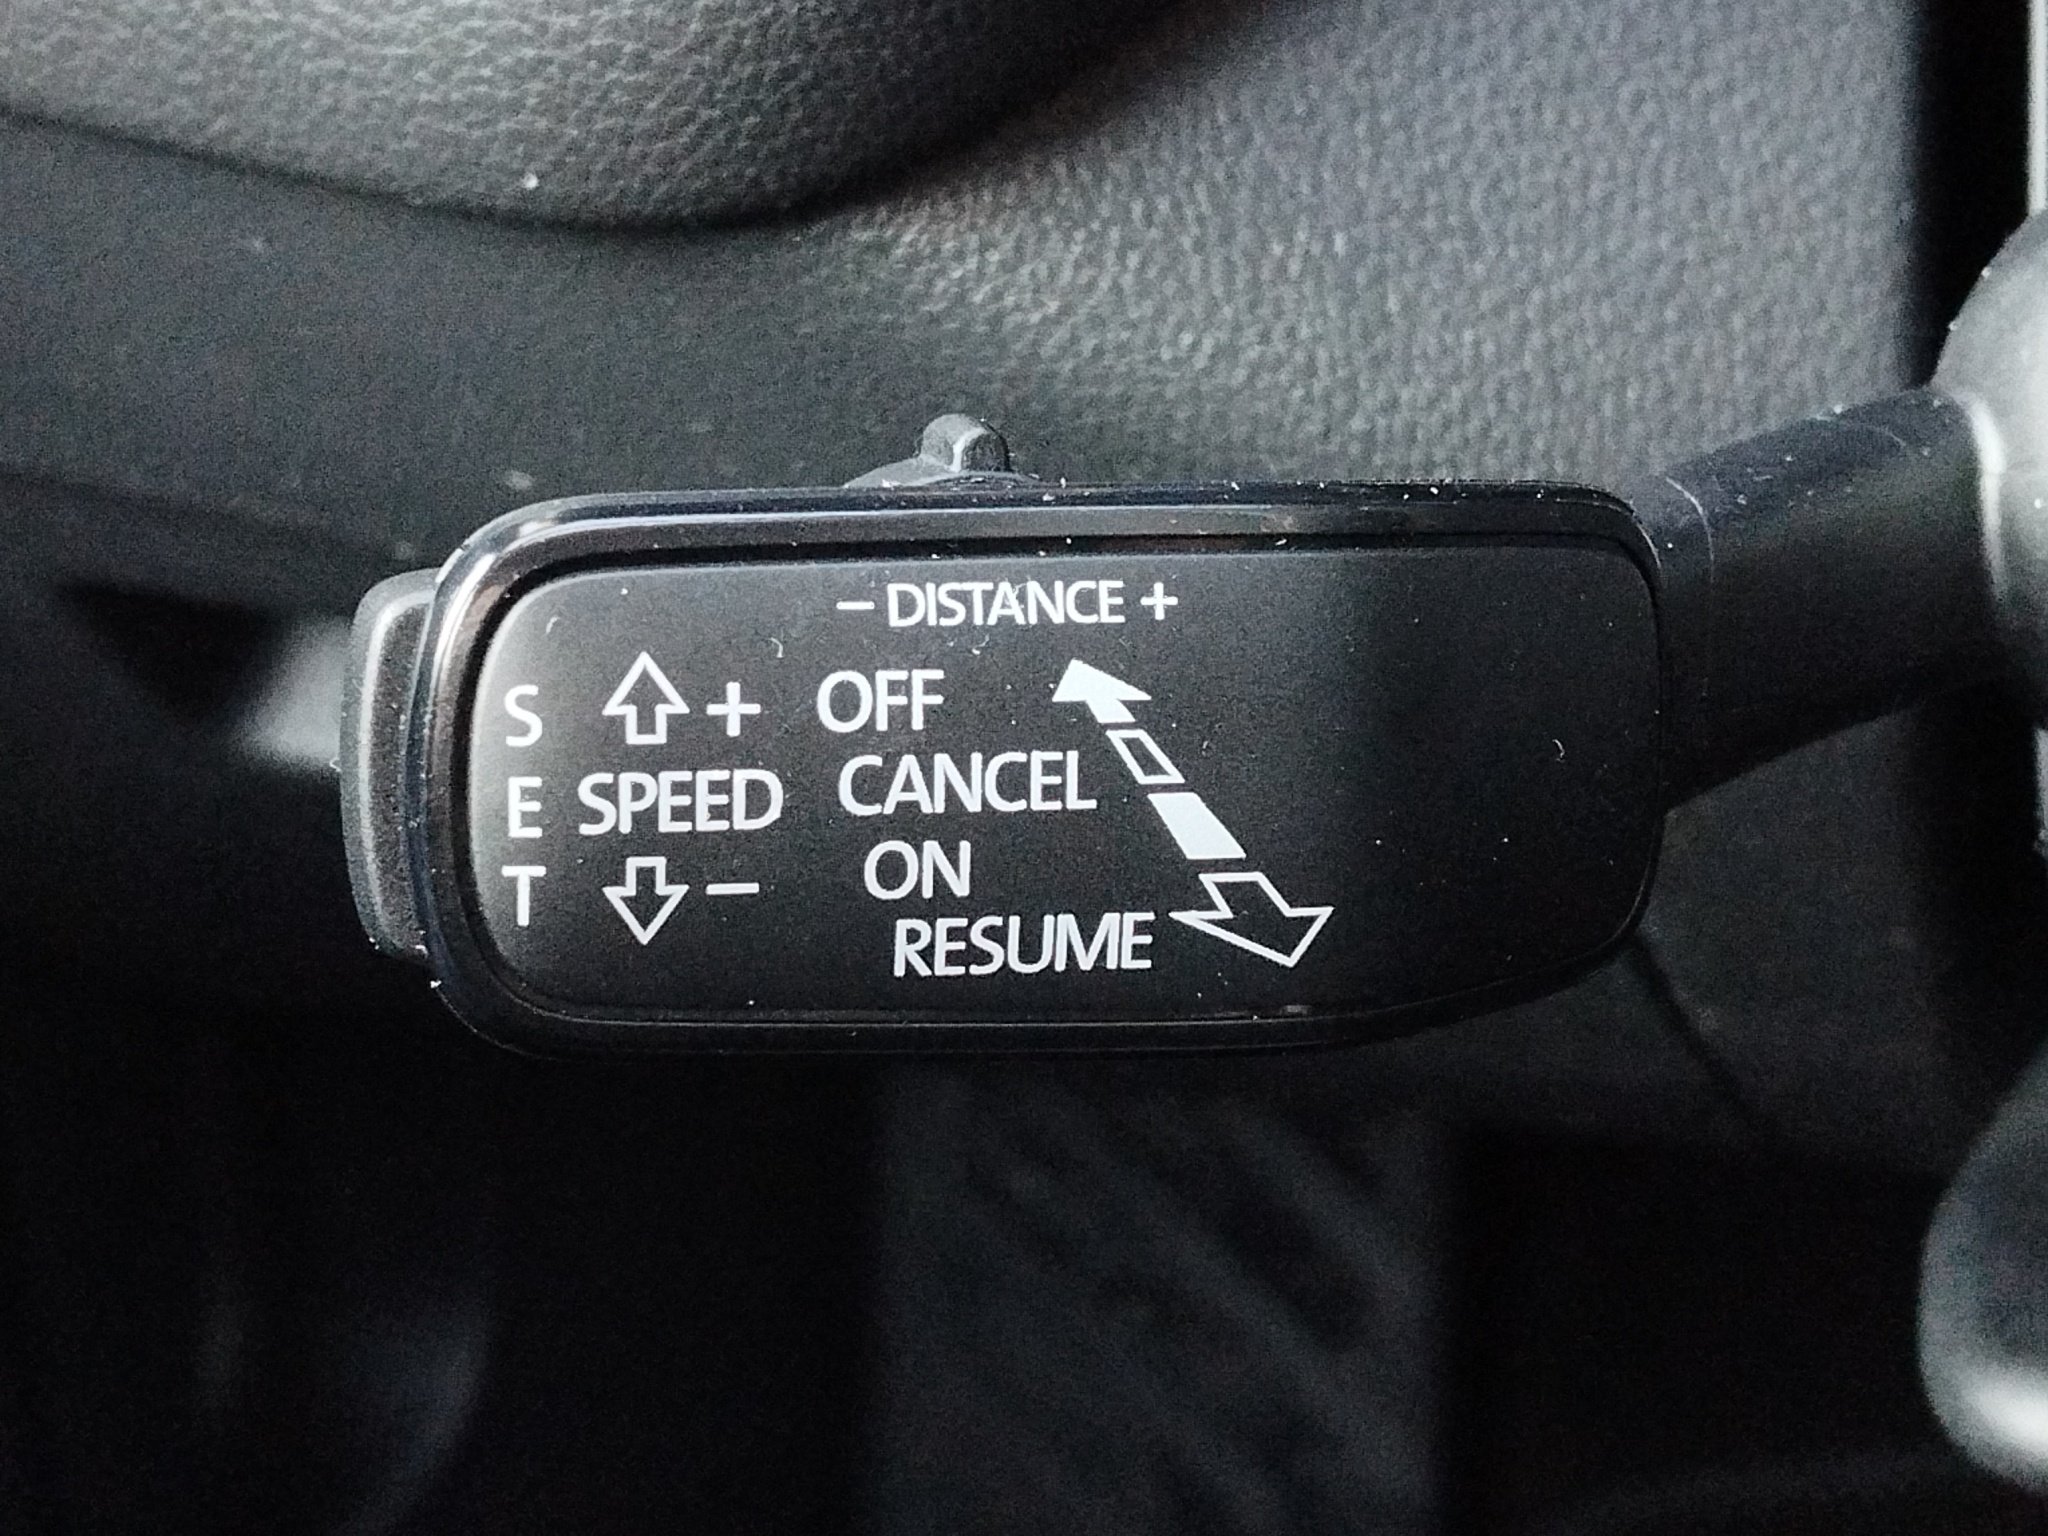 - DISTANCE +
S + OFF
E SPEED CANCEL
T - ON
RESUME